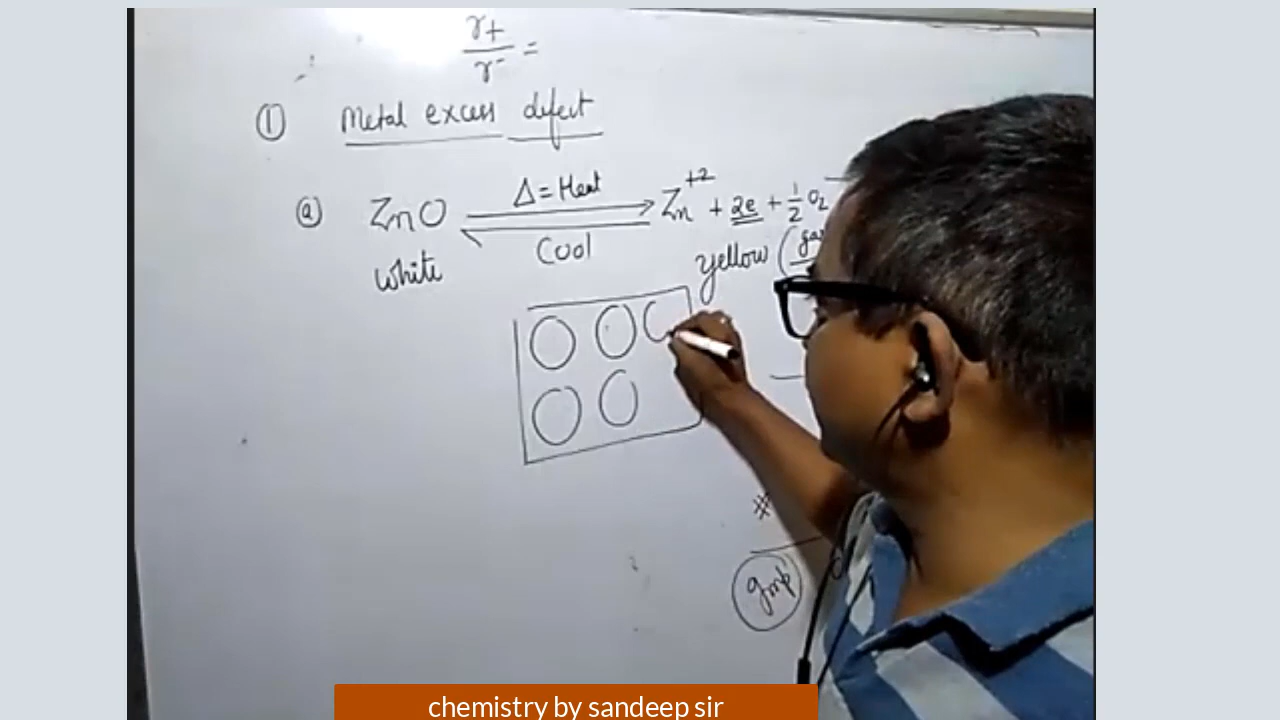 r+
r-
=
① Metal excess defect
ⓐ ZnO Δ=Heat Zn+2 + 2e + 1/2 O2
Cool
white
yellow
#
Imp
chemistry by sandeep sir